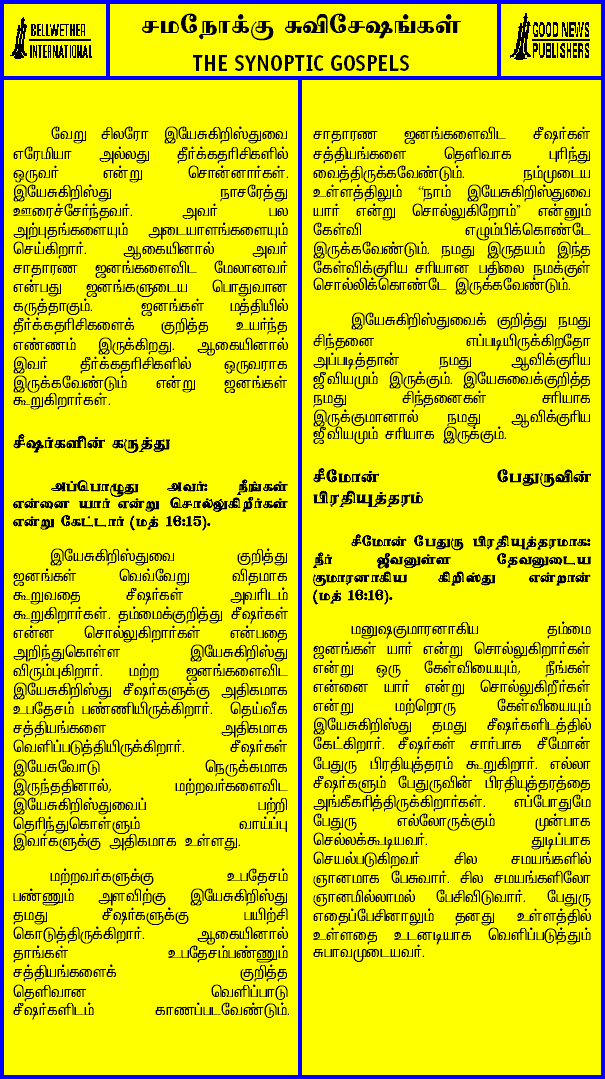 BELLWETHER
INTERNATIONAL
சமநோக்கு சுவிசேஷங்கள்
THE SYNOPTIC GOSPELS
GOOD NEWS
PUBLISHERS
வேறு சிலரோ இயேசுகிறிஸ்துவை
எரேமியா அல்லது தீர்க்கதரிசிகளில்
ஒருவர் என்று சொன்னார்கள்.
இயேசுகிறிஸ்து நாசரேத்து
ஊரைச்சேர்ந்தவர். அவர் பல
அற்புதங்களையும் அடையாளங்களையும்
செய்கிறார். ஆகையினால் அவர்
சாதாரண ஜனங்களைவிட மேலானவர்
என்பது ஜனங்களுடைய பொதுவான
கருத்தாகும். ஜனங்கள் மத்தியில்
தீர்க்கதரிசிகளைக் குறித்த உயர்ந்த
எண்ணம் இருக்கிறது. ஆகையினால்
இவர் தீர்க்கதரிசிகளில் ஒருவராக
இருக்கவேண்டும் என்று ஜனங்கள்
கூறுகிறார்கள்.
சீஷர்களின் கருத்து
அப்பொழுது அவர்: நீங்கள்
என்னை யார் என்று சொல்லுகிறீர்கள்
என்று கேட்டார் (மத் 16:15).
இயேசுகிறிஸ்துவை குறித்து
ஜனங்கள் வெவ்வேறு விதமாக
கூறுவதை சீஷர்கள் அவரிடம்
கூறுகிறார்கள். தம்மைக்குறித்து சீஷர்கள்
என்ன சொல்லுகிறார்கள் என்பதை
அறிந்துகொள்ள இயேசுகிறிஸ்து
விரும்புகிறார். மற்ற ஜனங்களைவிட
இயேசுகிறிஸ்து சீஷர்களுக்கு அதிகமாக
உபதேசம் பண்ணியிருக்கிறார். தெய்வீக
சத்தியங்களை அதிகமாக
வெளிப்படுத்தியிருக்கிறார். சீஷர்கள்
இயேசுவோடு நெருக்கமாக
இருந்ததினால், மற்றவர்களைவிட
இயேசுகிறிஸ்துவைப் பற்றி
தெரிந்துகொள்ளும் வாய்ப்பு
இவர்களுக்கு அதிகமாக உள்ளது.
மற்றவர்களுக்கு உபதேசம்
பண்ணும் அளவிற்கு இயேசுகிறிஸ்து
தமது சீஷர்களுக்கு பயிற்சி
கொடுத்திருக்கிறார். ஆகையினால்
தாங்கள் உபதேசம்பண்ணும்
சத்தியங்களைக் குறித்த
தெளிவான வெளிப்பாடு
சீஷர்களிடம் காணப்படவேண்டும்.
சாதாரண ஜனங்களைவிட சீஷர்கள்
சத்தியங்களை தெளிவாக புரிந்து
வைத்திருக்கவேண்டும். நம்முடைய
உள்ளத்திலும் “நாம் இயேசுகிறிஸ்துவை
யார் என்று சொல்லுகிறோம்” என்னும்
கேள்வி எழும்பிக்கொண்டே
இருக்கவேண்டும். நமது இருதயம் இந்த
கேள்விக்குரிய சரியான பதிலை நமக்குள்
சொல்லிக்கொண்டே இருக்கவேண்டும்.
இயேசுகிறிஸ்துவைக் குறித்து நமது
சிந்தனை எப்படியிருக்கிறதோ
அப்படித்தான் நமது ஆவிக்குரிய
ஜீவியமும் இருக்கும். இயேசுவைக்குறித்த
நமது சிந்தனைகள் சரியாக
இருக்குமானால் நமது ஆவிக்குரிய
ஜீவியமும் சரியாக இருக்கும்.
சீமோன் பேதுருவின்
பிரதியுத்தரம்
சீமோன் பேதுரு பிரதியுத்தரமாக:
நீர் ஜீவனுள்ள தேவனுடைய
குமாரனாகிய கிறிஸ்து என்றான்
(மத் 16:16).
மனுஷகுமாரனாகிய தம்மை
ஜனங்கள் யார் என்று சொல்லுகிறார்கள்
என்று ஒரு கேள்வியையும், நீங்கள்
என்னை யார் என்று சொல்லுகிறீர்கள்
என்று மற்றொரு கேள்வியையும்
இயேசுகிறிஸ்து தமது சீஷர்களிடத்தில்
கேட்கிறார். சீஷர்கள் சார்பாக சீமோன்
பேதுரு பிரதியுத்தரம் கூறுகிறார். எல்லா
சீஷர்களும் பேதுருவின் பிரதியுத்தரத்தை
அங்கீகரித்திருக்கிறார்கள். எப்போதுமே
பேதுரு எல்லோருக்கும் முன்பாக
செல்லக்கூடியவர். துடிப்பாக
செயல்படுகிறவர் சில சமயங்களில்
ஞானமாக பேசுவார். சில சமயங்களிலோ
ஞானமில்லாமல் பேசிவிடுவார். பேதுரு
எதைப்பேசினாலும் தனது உள்ளத்தில்
உள்ளதை உடனடியாக வெளிப்படுத்தும்
சுபாவமுடையவர்.